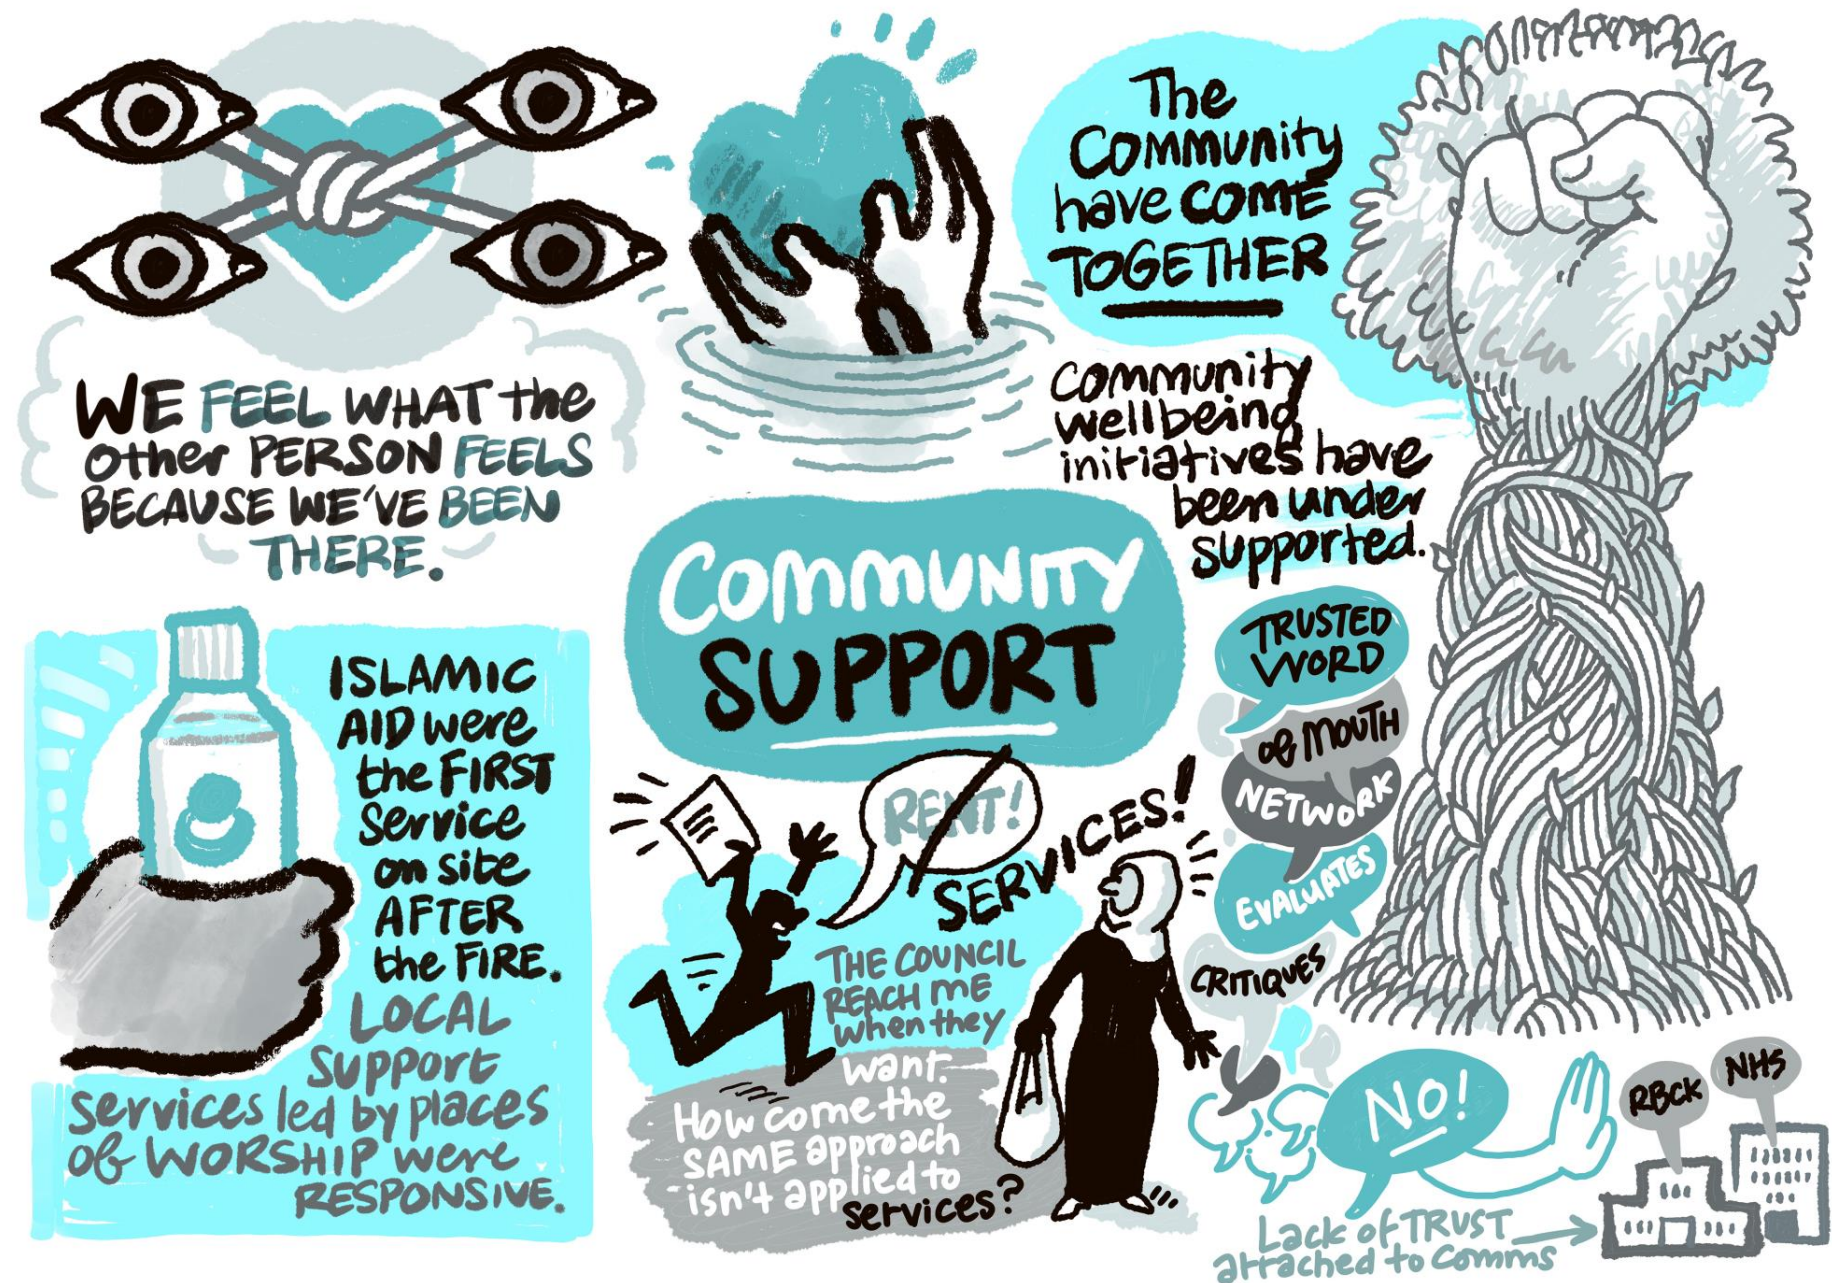 WE FEEL WHAT the
other PERSON FEELS
BECAUSE WE'VE BEEN
THERE.
The
Community
have COME
TOGETHER
Community
wellbeing
initiatives have
been under
supported.
COMMUNITY
SUPPORT
ISLAMIC
AID were
the FIRST
Service
on site
AFTER
the FIRE.
LOCAL
Support
Services led by places
of WORSHIP were
RESPONSIVE.
RENT!
SERVICES!
THE COUNCIL
REACH ME
when they
want.
How come the
SAME approach
isn't applied to
services?
TRUSTED
WORD
of MOUTH
NETWORK
EVALUATES
CRITIQUES
No!
RBCK
NHS
Lack of TRUST
attached to Comms